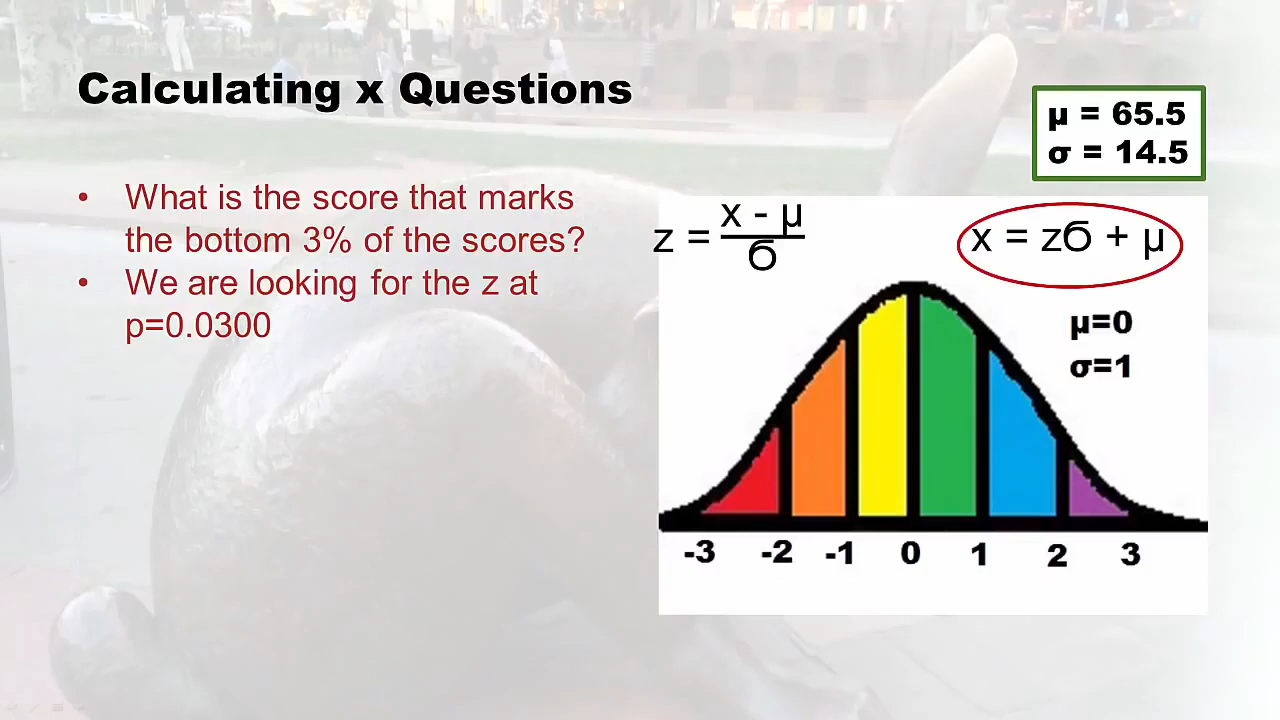 Calculating x Questions
μ = 65.5
σ = 14.5
• What is the score that marks
the bottom 3% of the scores?
• We are looking for the z at
p=0.0300
z = x - μ
б
x = zб + μ
μ=0
σ=1
-3 -2 -1 0 1 2 3